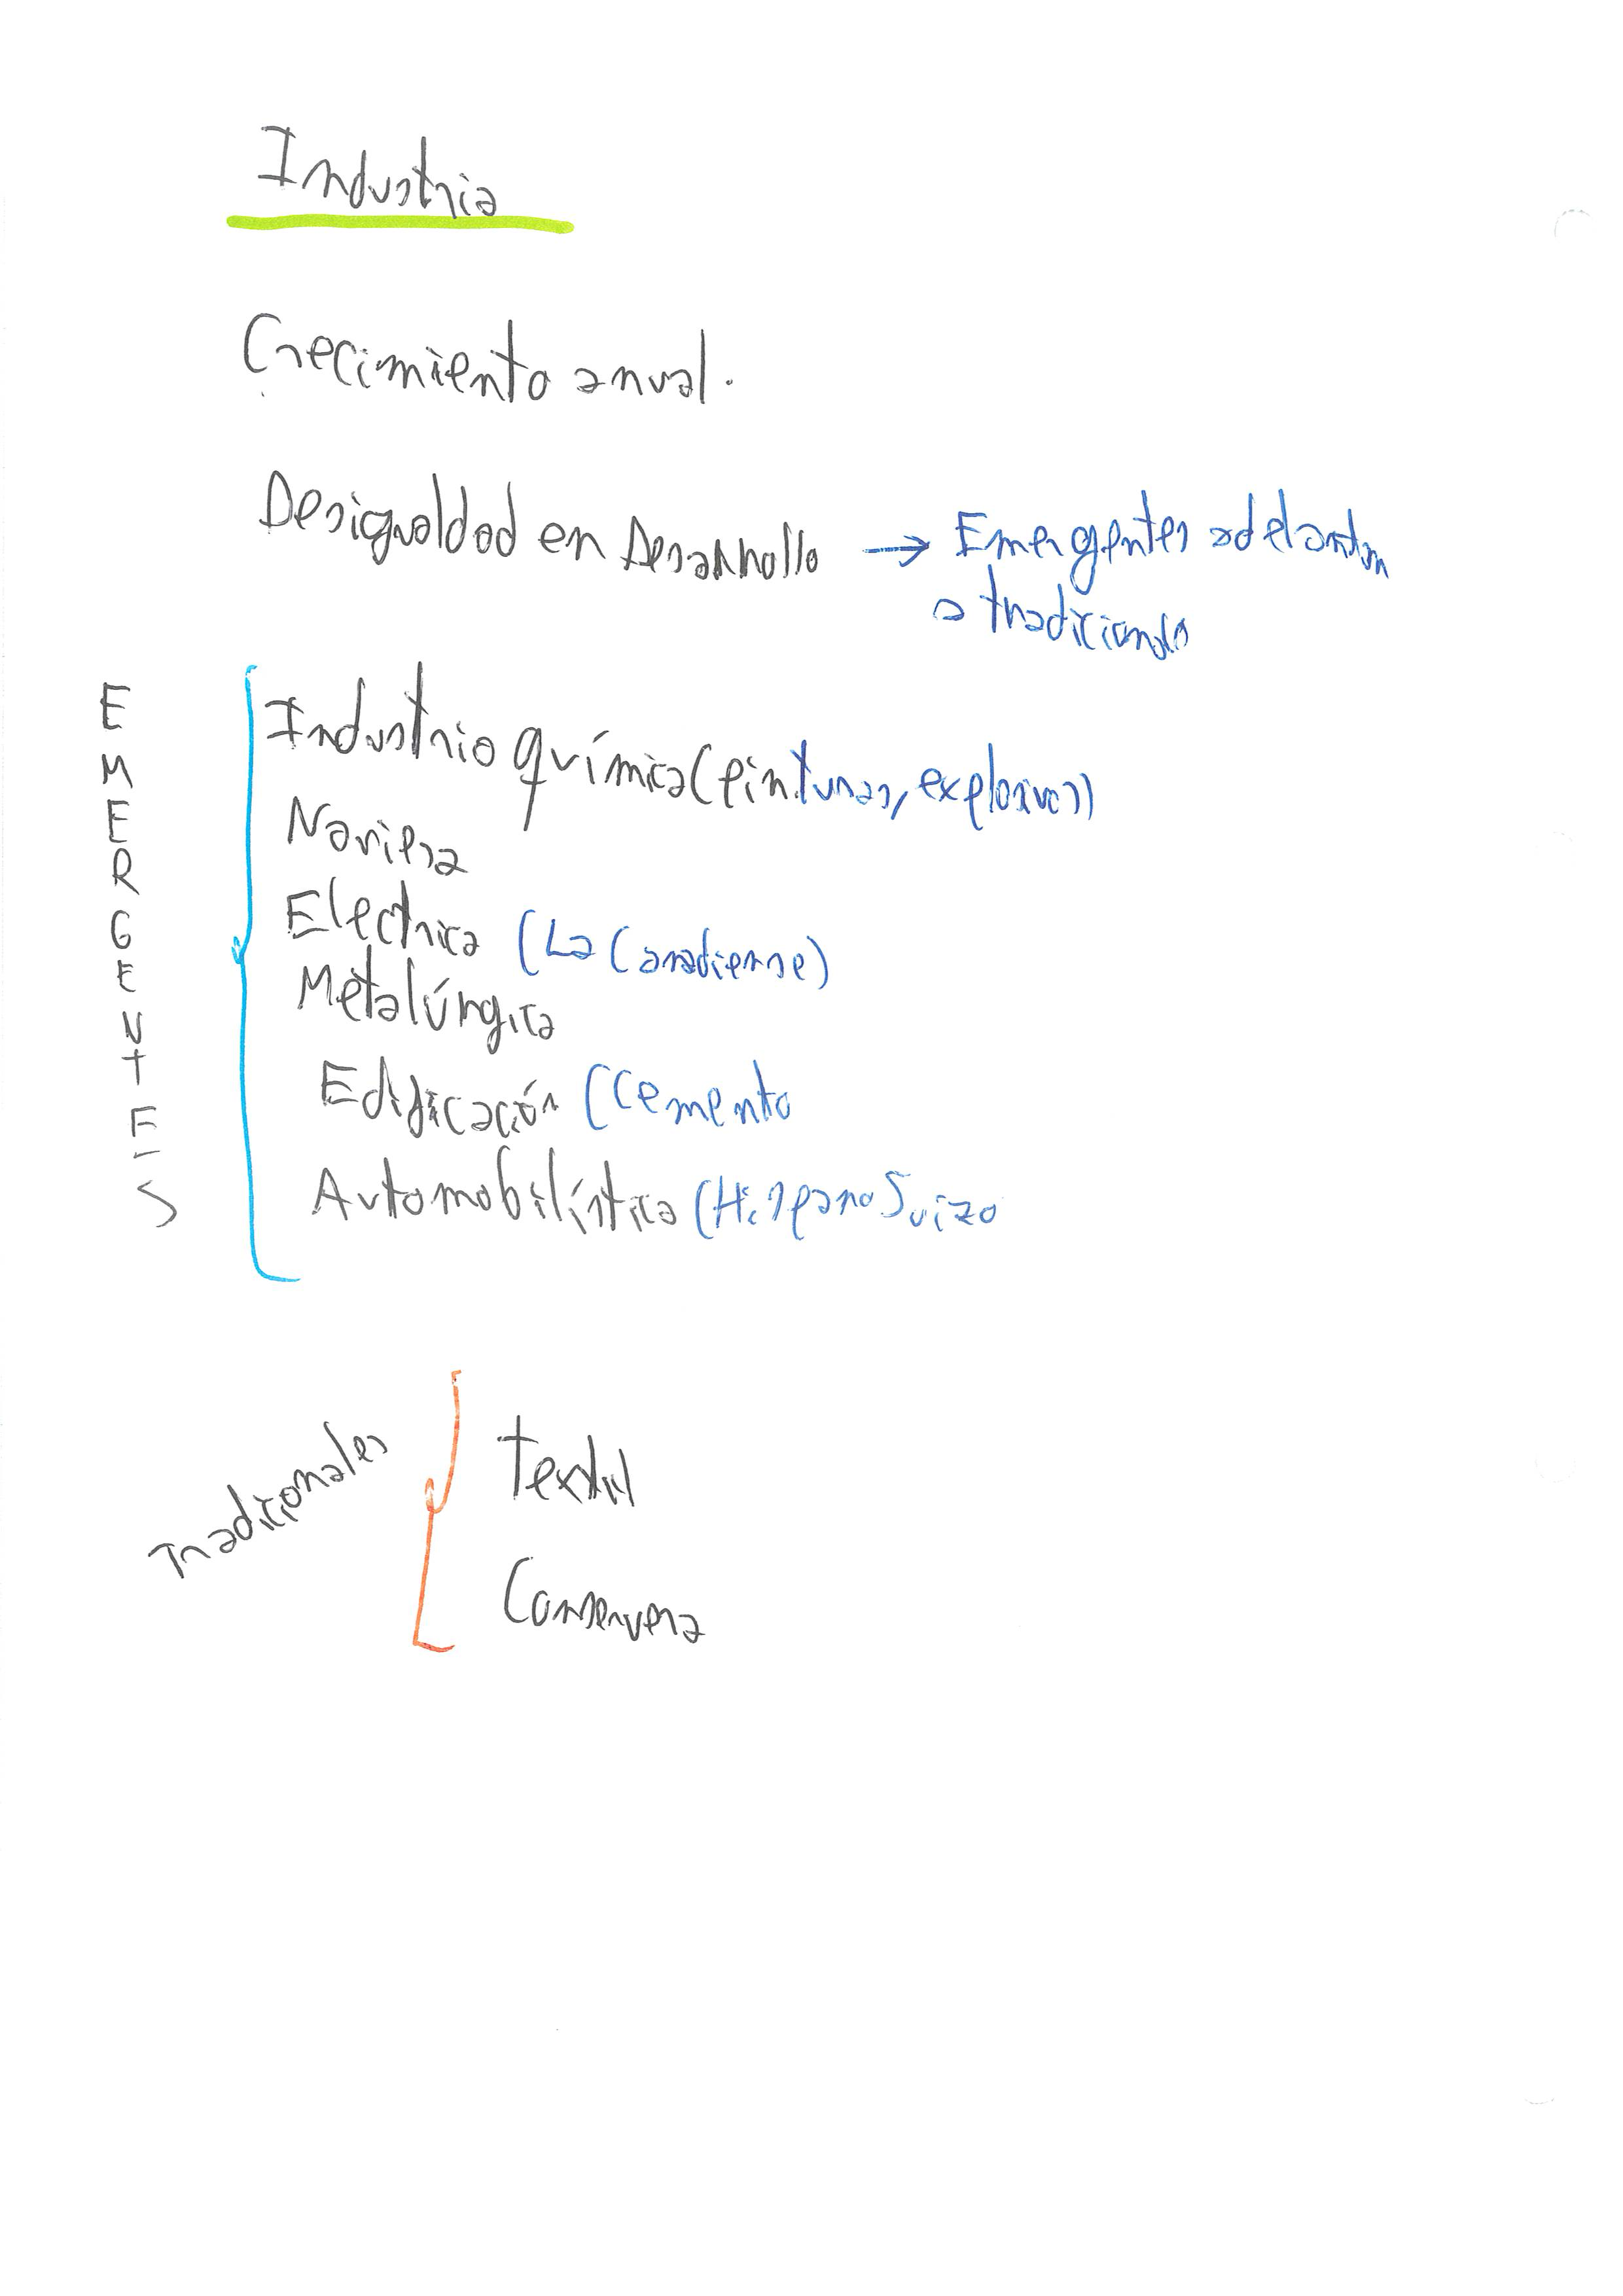 Industria
Crecimiento anual.
Desigualdad en Desarrollo → Emergentes adelantan
a tradicionales
EMERGENTES
Industria química (pinturas, explosivos)
Naviera
Electrica (La Canadiense)
Metalúrgica
Edificación (Cemento
Automobilística (Hispano Suiza
Tradicionales
Textil
Conservera